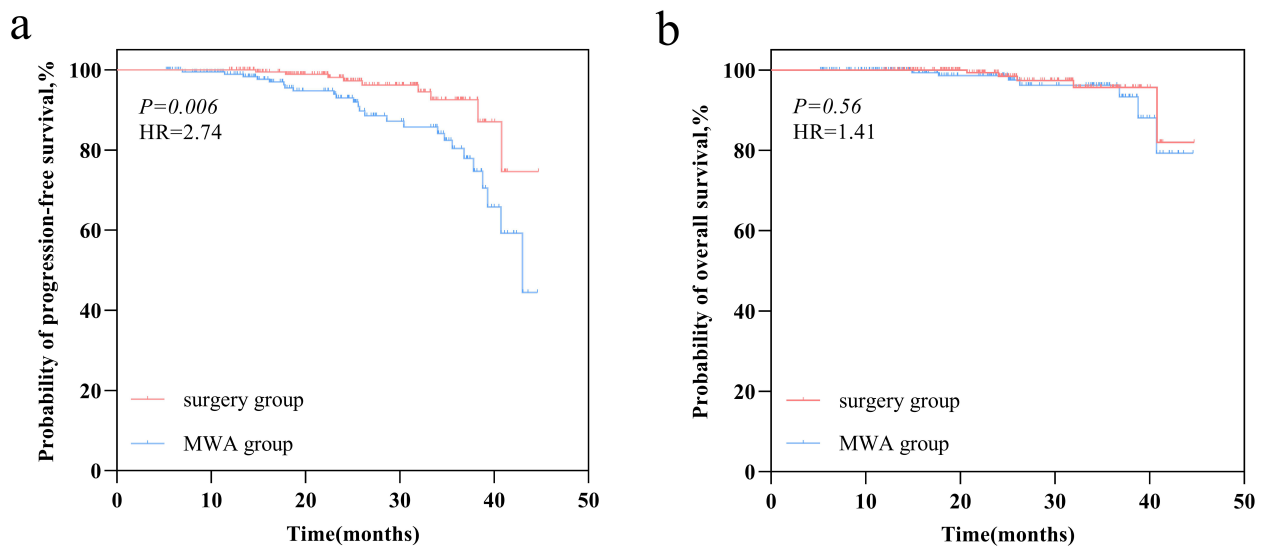 a
Probability of progression-free survival,%
100
80
60
40
20
0
P=0.006
HR=2.74
surgery group
MWA group
0 10 20 30 40 50
Time(months)
b
Probability of overall survival,%
100
80
60
40
20
0
P=0.56
HR=1.41
surgery group
MWA group
0 10 20 30 40 50
Time(months)